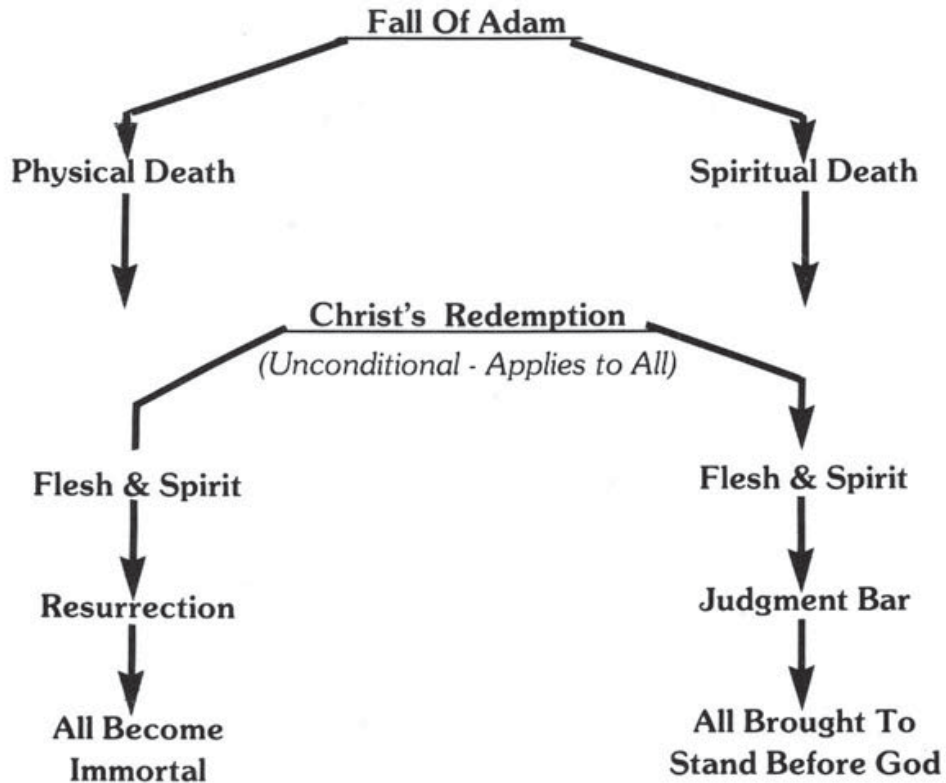 Fall Of Adam
Physical Death
Spiritual Death
Christ's Redemption
(Unconditional - Applies to All)
Flesh & Spirit
Flesh & Spirit
Resurrection
Judgment Bar
All Become
Immortal
All Brought To
Stand Before God